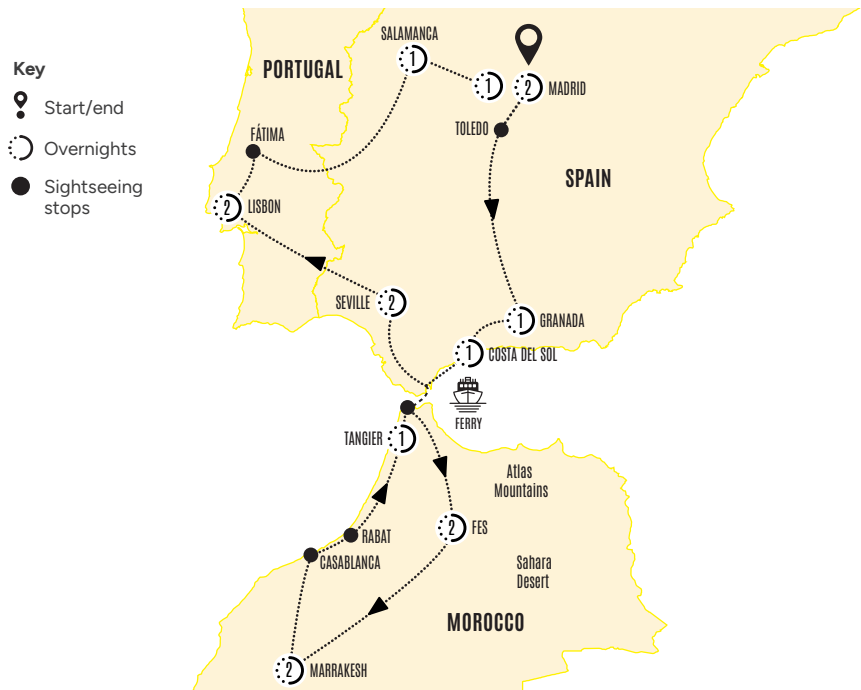 Key
Start/end
Overnights
Sightseeing
stops
SALAMANCA
1
PORTUGAL
1
2
MADRID
TOLEDO
FÁTIMA
SPAIN
2
LISBON
SEVILLE
2
1
GRANADA
1
COSTA DEL SOL
FERRY
TANGIER
1
Atlas
Mountains
2
FES
RABAT
CASABLANCA
Sahara
Desert
MOROCCO
2
MARRAKESH